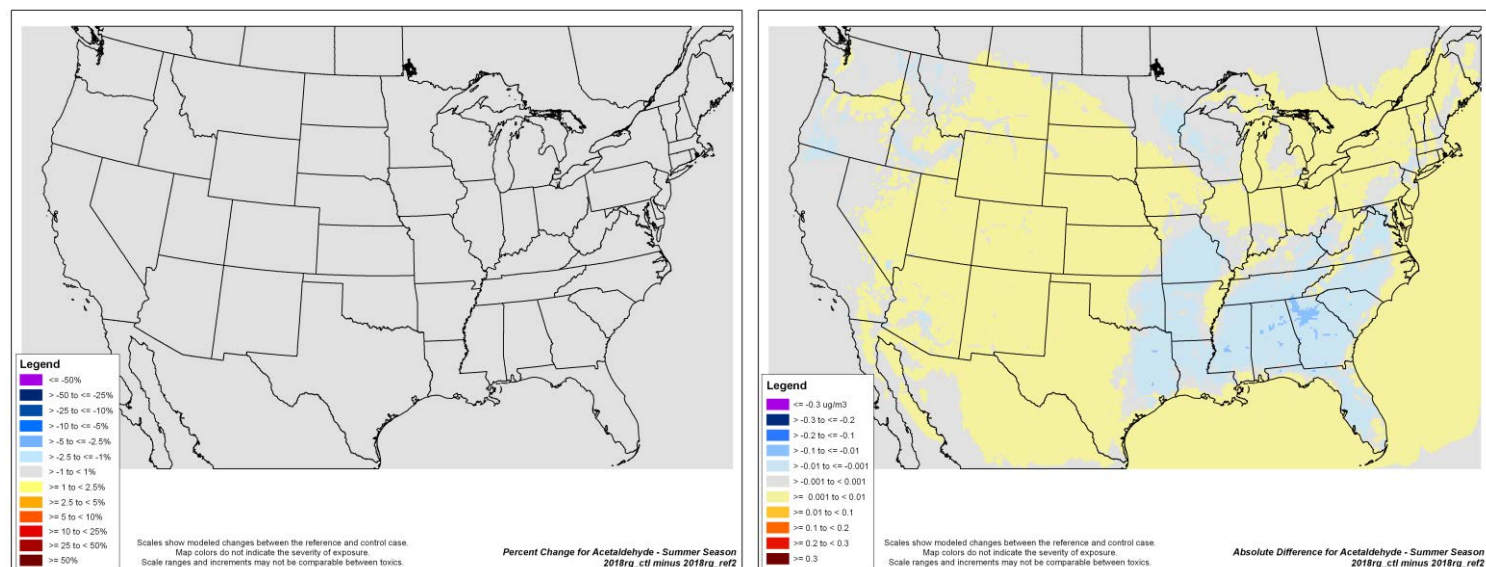 Legend
<= -50%
> -50 to <= -25%
> -25 to <= -10%
> -10 to <= -5%
> -5 to <= -2.5%
> -2.5 to <= -1%
> -1 to < 1%
>= 1 to < 2.5%
>= 2.5 to < 5%
>= 5 to < 10%
>= 10 to < 25%
>= 25 to < 50%
>= 50%
Scales show modeled changes between the reference and control case.
Map colors do not indicate the severity of exposure.
Scale ranges and increments may not be comparable between toxics.
Percent Change for Acetaldehyde - Summer Season
2018rg_ctl minus 2018rg_ref2
Legend
<= -0.3 ug/m3
> -0.3 to <= -0.2
> -0.2 to <= -0.1
> -0.1 to <= -0.01
> -0.01 to <= -0.001
> -0.001 to < 0.001
>= 0.001 to < 0.01
>= 0.01 to < 0.1
>= 0.1 to < 0.2
>= 0.2 to < 0.3
>= 0.3
Scales show modeled changes between the reference and control case.
Map colors do not indicate the severity of exposure.
Scale ranges and increments may not be comparable between toxics.
Absolute Difference for Acetaldehyde - Summer Season
2018rg_ctl minus 2018rg_ref2